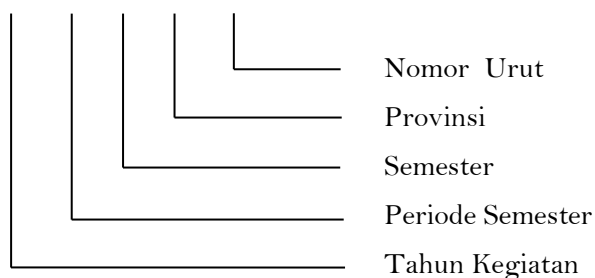 Nomor Urut
Provinsi
Semester
Periode Semester
Tahun Kegiatan